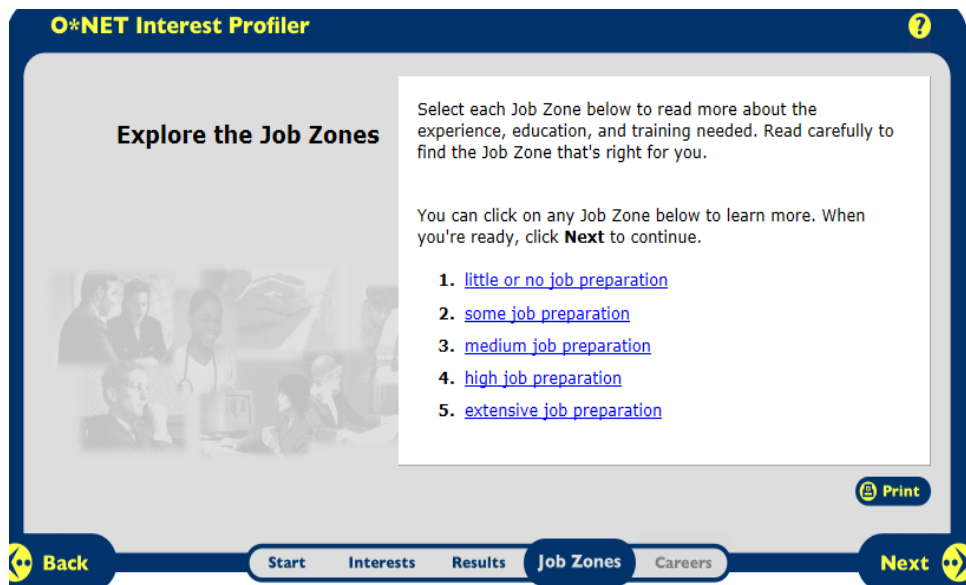 O*NET Interest Profiler
?
Explore the Job Zones
Select each Job Zone below to read more about the
experience, education, and training needed. Read carefully to
find the Job Zone that's right for you.
You can click on any Job Zone below to learn more. When
you're ready, click Next to continue.
1. little or no job preparation
2. some job preparation
3. medium job preparation
4. high job preparation
5. extensive job preparation
Print
Back
Start
Interests
Results
Job Zones
Careers
Next